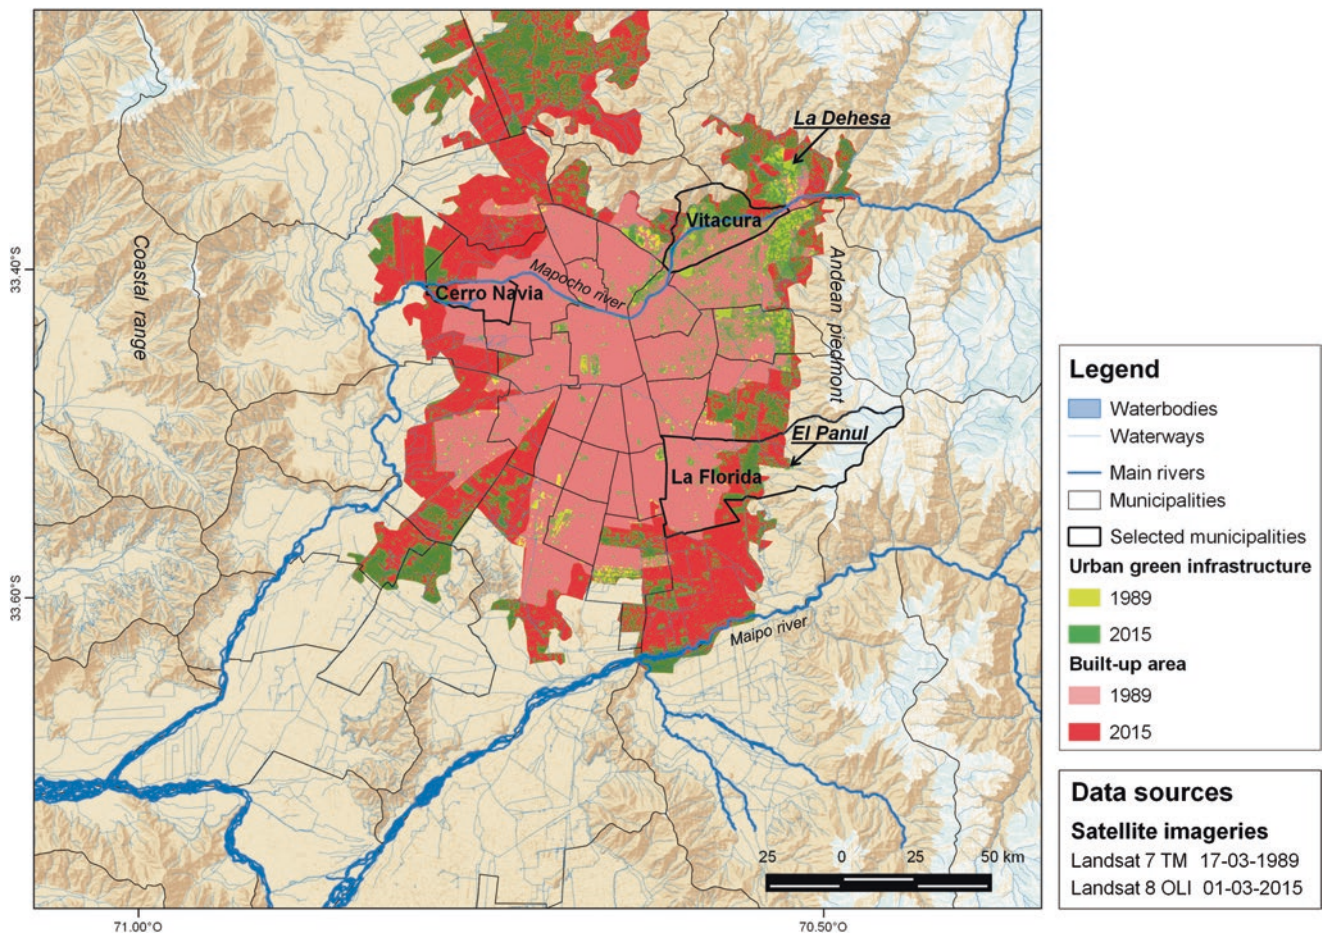 La Dehesa
Vitacura
33.40°S
Coastal range
Mapocho river
Cerro Navia
Andean piedmont
El Panul
La Florida
33.60°S
Maipo river
25 0 25 50 km
71.00°O
70.50°O
Legend
Waterbodies
Waterways
Main rivers
Municipalities
Selected municipalities
Urban green infrastructure
1989
2015
Built-up area
1989
2015
Data sources
Satellite imageries
Landsat 7 TM 17-03-1989
Landsat 8 OLI 01-03-2015